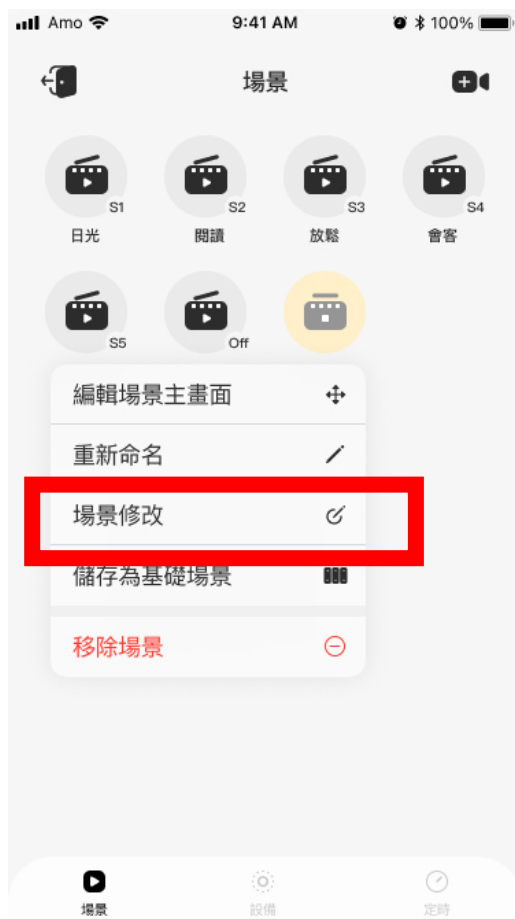 Amo 9:41 AM 100%
場景
S1 S2 S3 S4
日光 閱讀 放鬆 會客
S5 Off
編輯場景主畫面
重新命名
場景修改
儲存為基礎場景
移除場景
場景 設備 定時